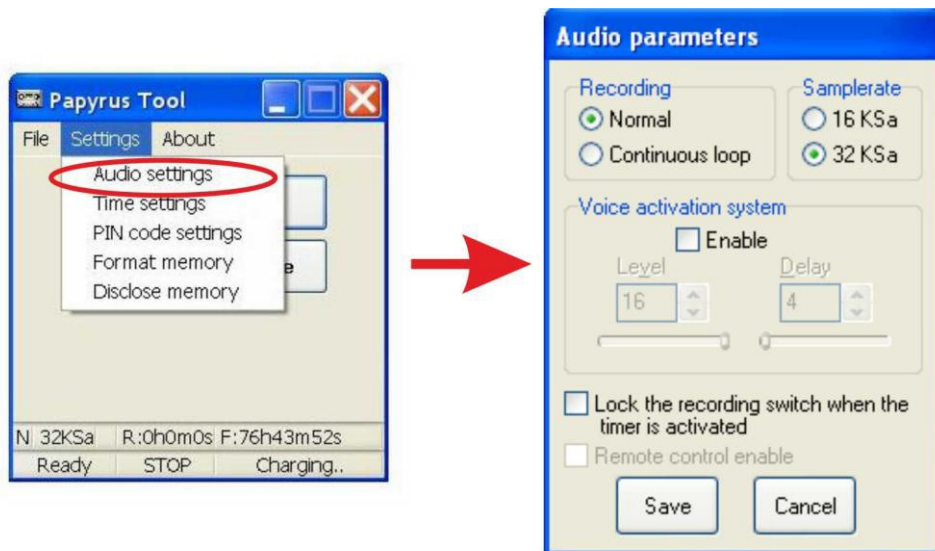 Papyrus Tool
File Settings About
Audio settings
Time settings
PIN code settings
Format memory
Disclose memory
e
N 32KSa R:0h0m0s F:76h43m52s
Ready STOP Charging..
Audio parameters
Recording Samplerate
Normal 16 KSa
Continuous loop 32 KSa
Voice activation system
Enable
Level Delay
16 4
Lock the recording switch when the
timer is activated
Remote control enable
Save Cancel